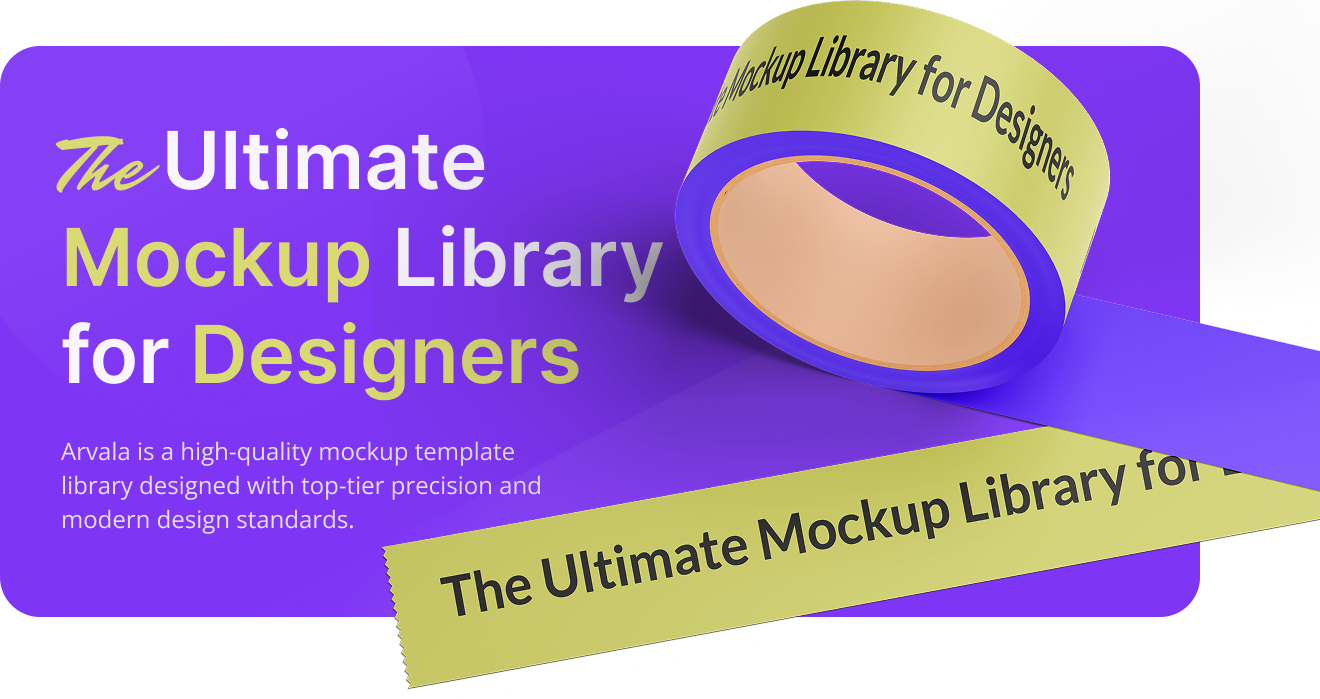 The Ultimate
Mockup Library
for Designers
Arvala is a high-quality mockup template
library designed with top-tier precision and
modern design standards.
Mockup Library for Designers
The Ultimate Mockup Library for